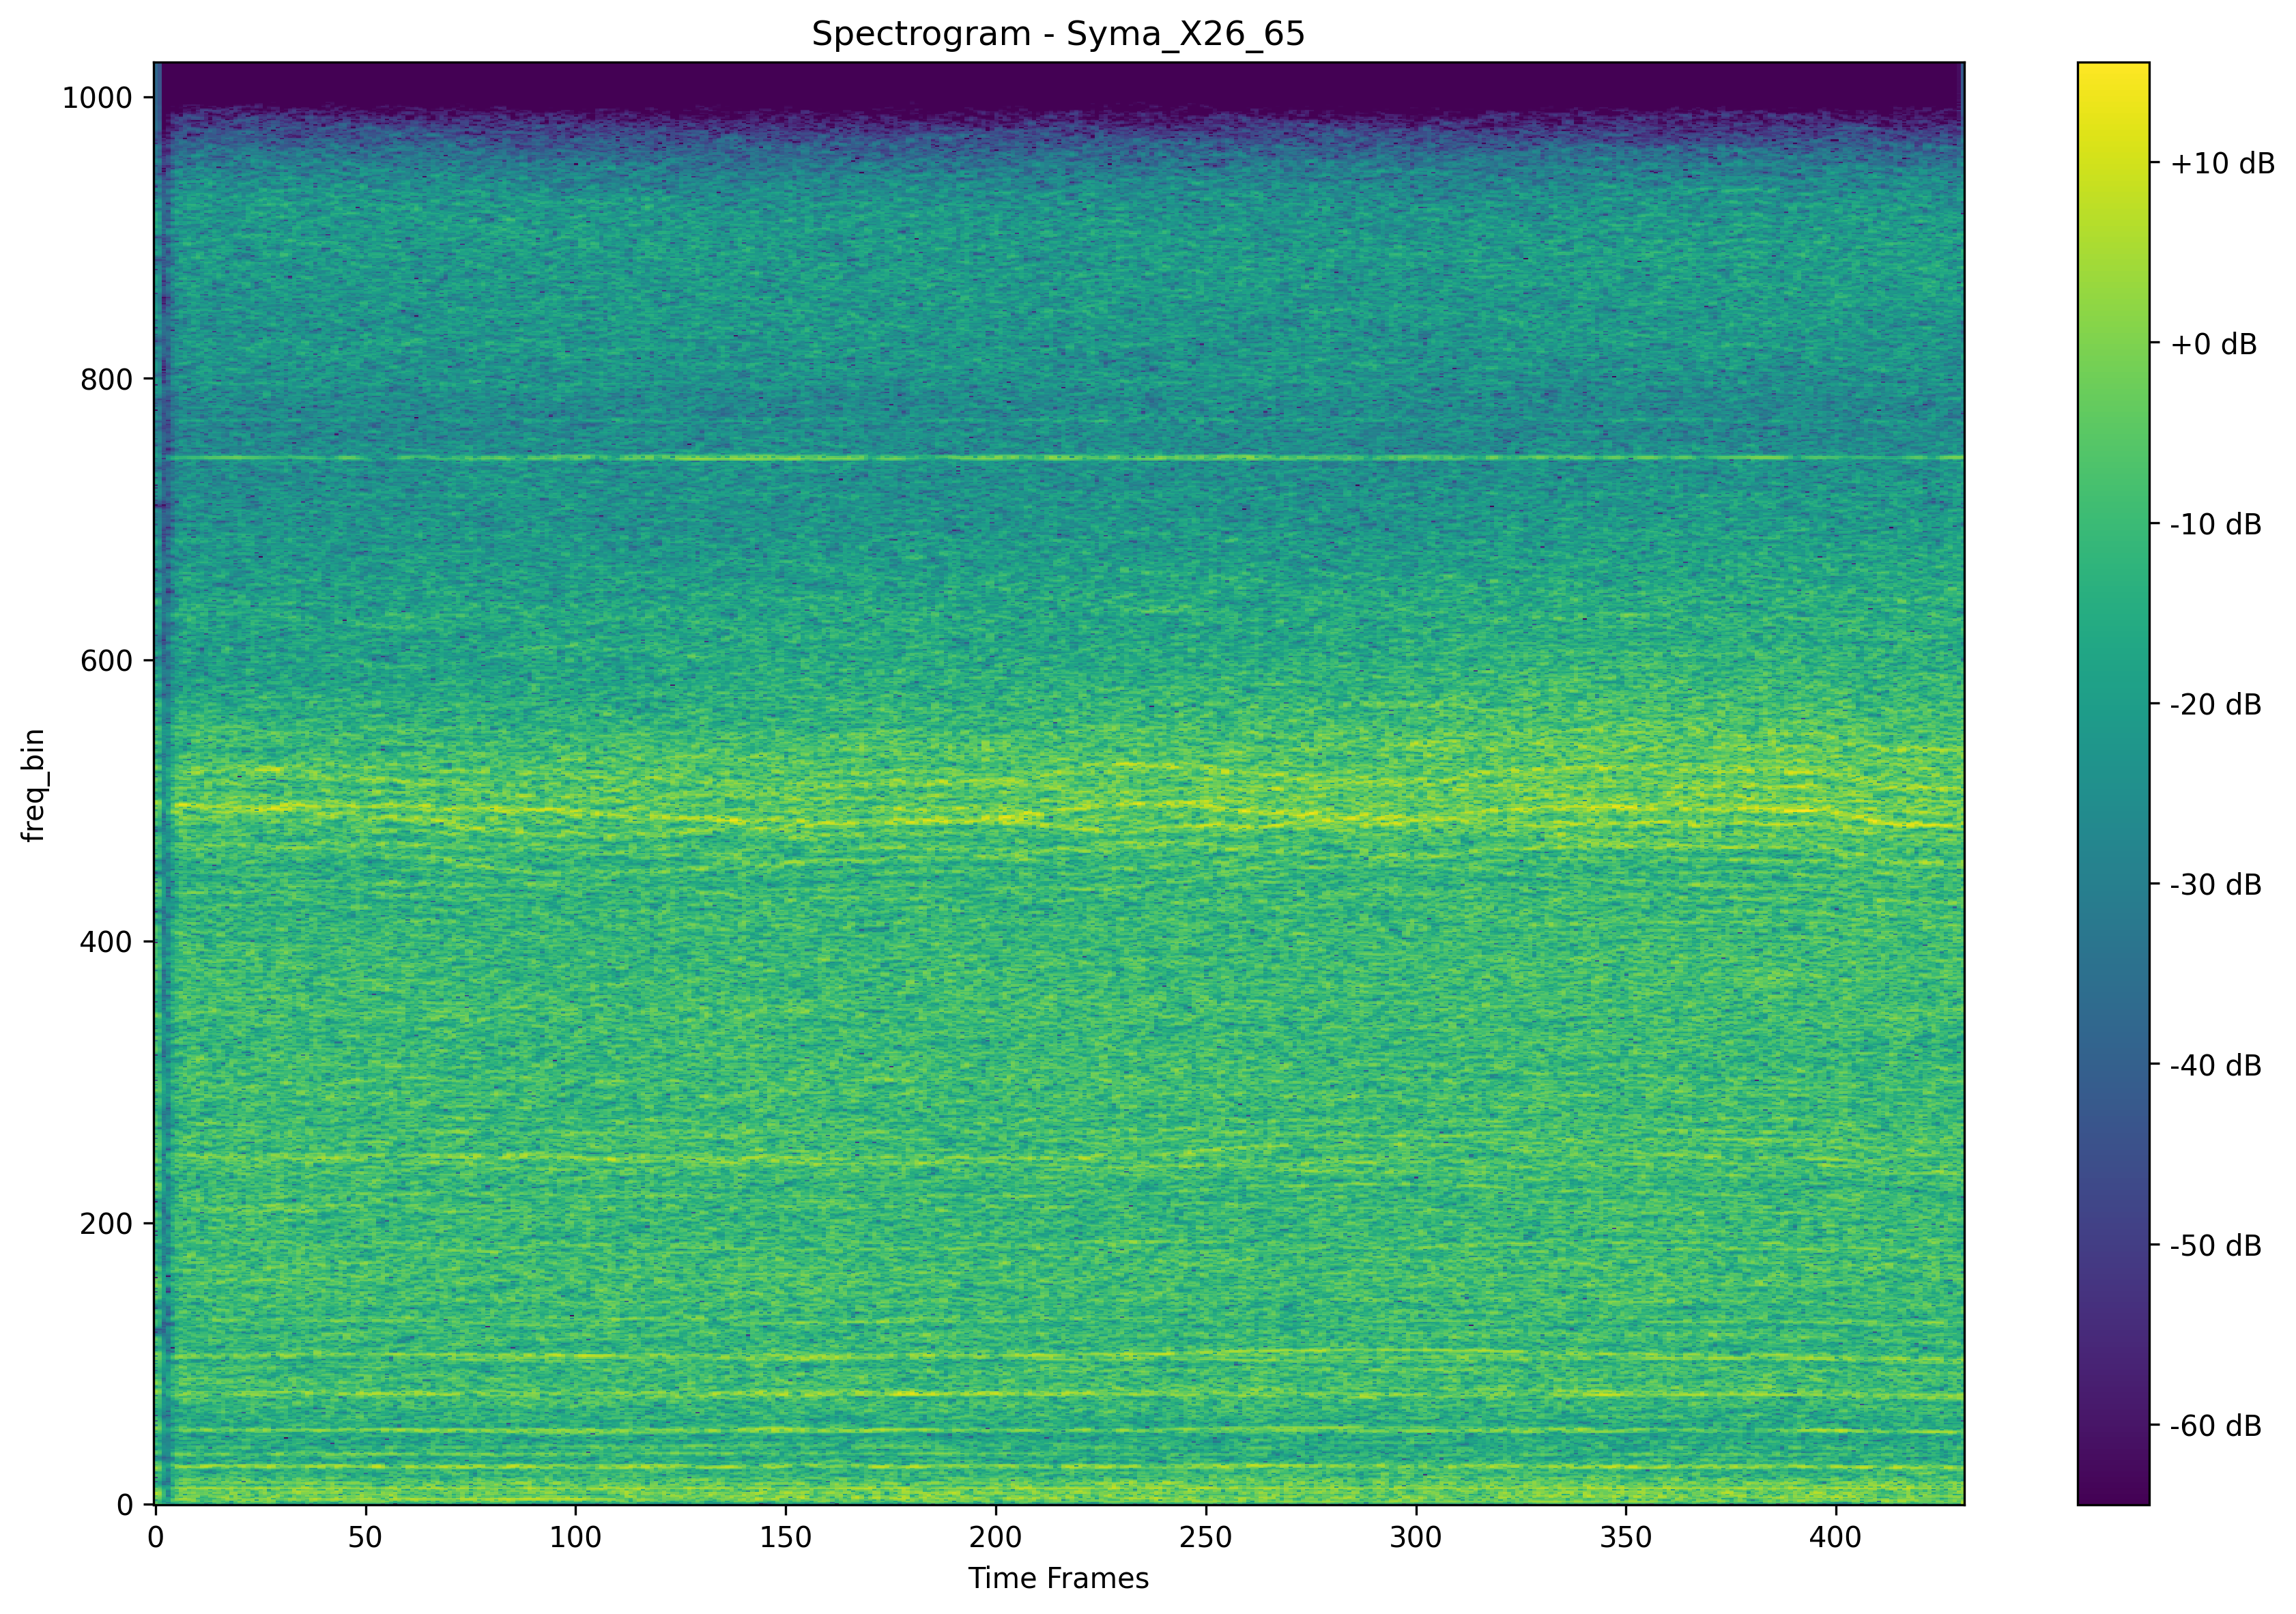 Spectrogram - Syma_X26_65
1000
800
600
400
200
0
freq_bin
0 50 100 150 200 250 300 350 400
Time Frames
+10 dB
+0 dB
-10 dB
-20 dB
-30 dB
-40 dB
-50 dB
-60 dB